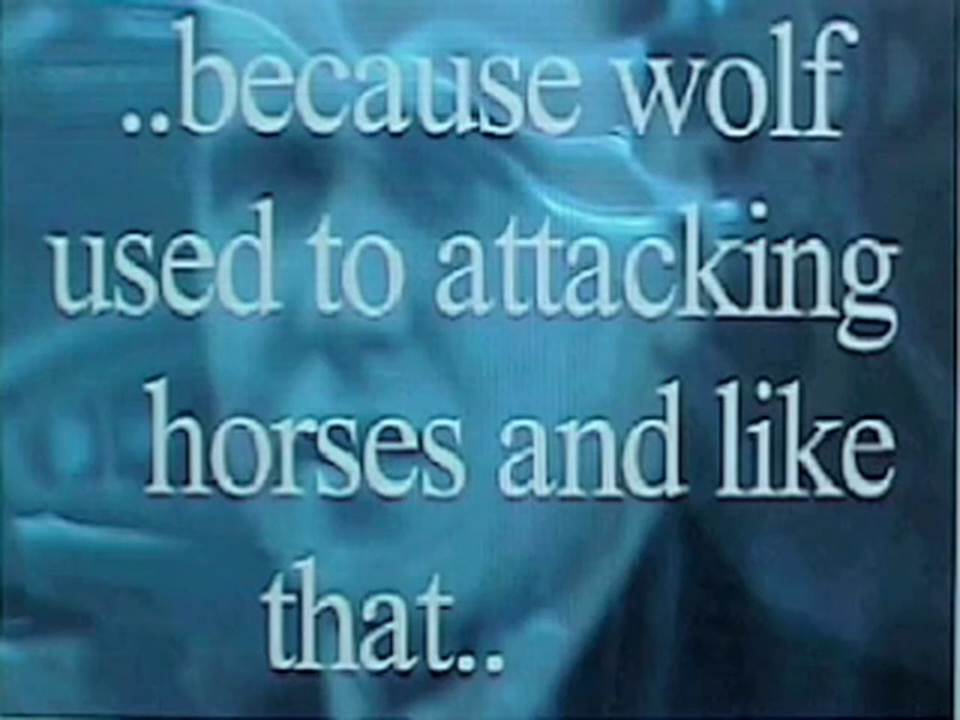 ..because wolf
used to attacking
horses and like
that..